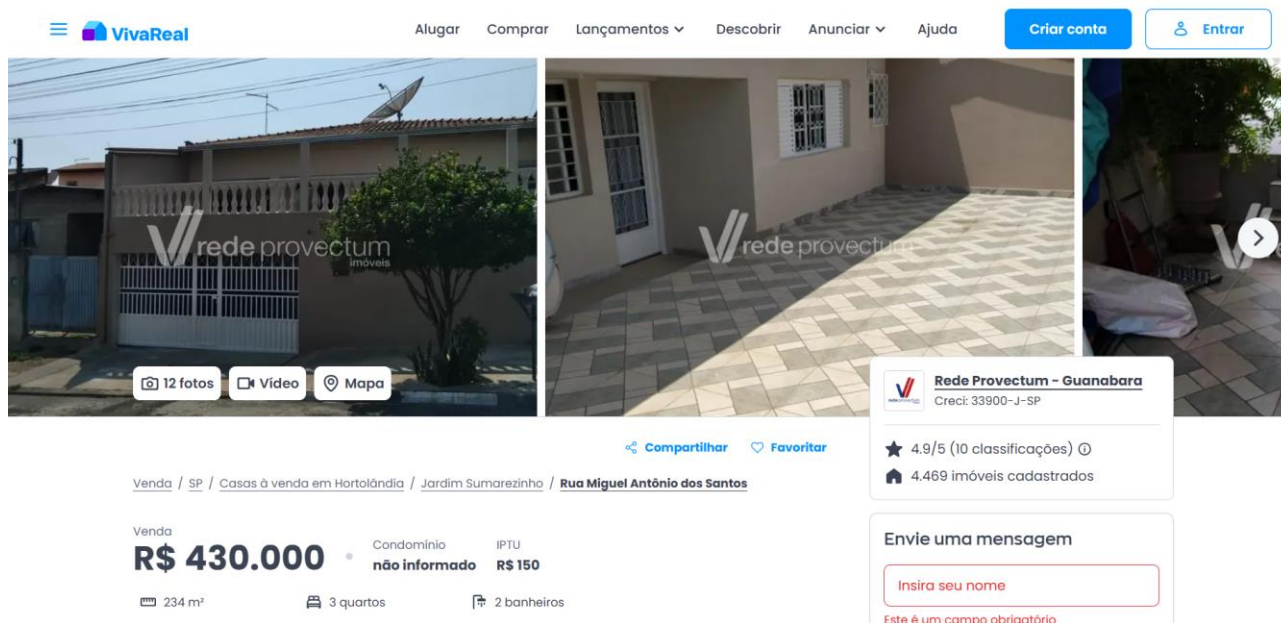 VivaReal
Alugar Comprar Lançamentos Descobrir Anunciar Ajuda Criar conta Entrar
rede provectum
imóveis
rede provectum
12 fotos Vídeo Mapa
Rede Provectum - Guanabara
Creci: 33900-J-SP
4.9/5 (10 classificações)
4.469 imóveis cadastrados
Compartilhar Favoritar
Venda / SP / Casas à venda em Hortolândia / Jardim Sumarezinho / Rua Miguel Antônio dos Santos
Venda
R$ 430.000
Condomínio
não informado
IPTU
R$ 150
234 m² 3 quartos 2 banheiros
Envie uma mensagem
Insira seu nome
Este é um campo obrigatório